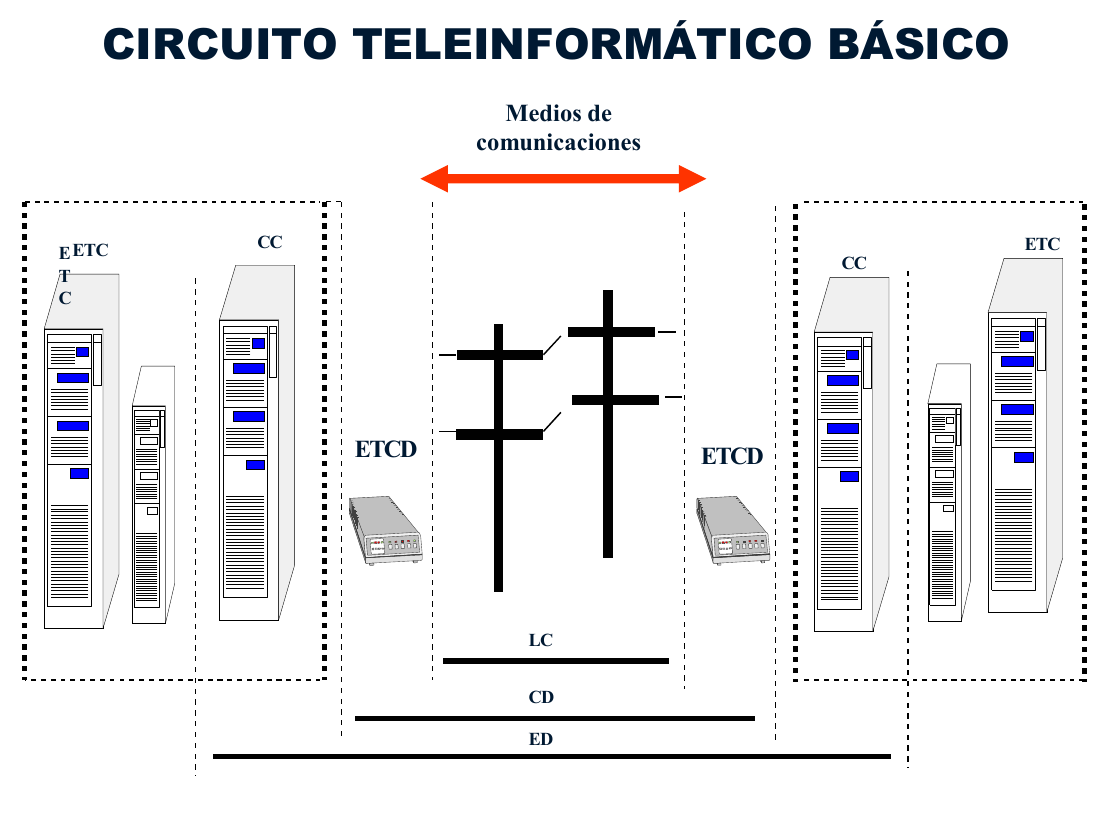 CIRCUITO TELEINFORMÁTICO BÁSICO
Medios de
comunicaciones
ETC
E
T
C
CC
CC
ETC
ETCD
ETCD
LC
CD
ED